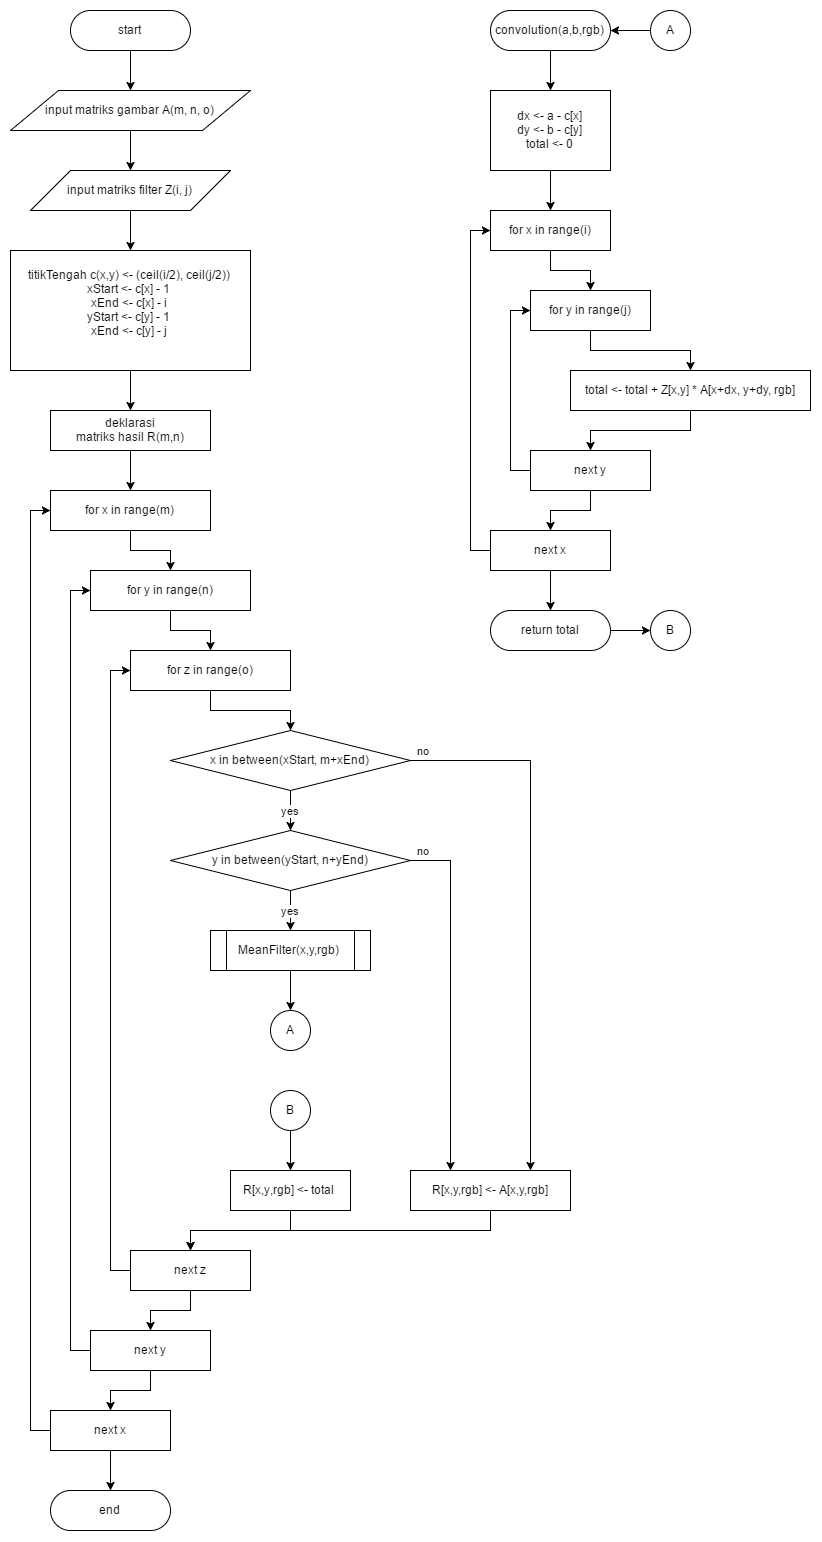 start
input matriks gambar A(m, n, o)
input matriks filter Z(i, j)
titikTengah c(x,y) <- (ceil(i/2), ceil(j/2))
xStart <- c[x] - 1
xEnd <- c[x] - i
yStart <- c[y] - 1
xEnd <- c[y] - j
deklarasi
matriks hasil R(m,n)
for x in range(m)
for y in range(n)
for z in range(o)
x in between(xStart, m+xEnd)
no
yes
y in between(yStart, n+yEnd)
no
yes
MeanFilter(x,y,rgb)
A
B
R[x,y,rgb] <- total
R[x,y,rgb] <- A[x,y,rgb]
next z
next y
next x
end
convolution(a,b,rgb)
A
dx <- a - c[x]
dy <- b - c[y]
total <- 0
for x in range(i)
for y in range(j)
total <- total + Z[x,y] * A[x+dx, y+dy, rgb]
next y
next x
return total
B